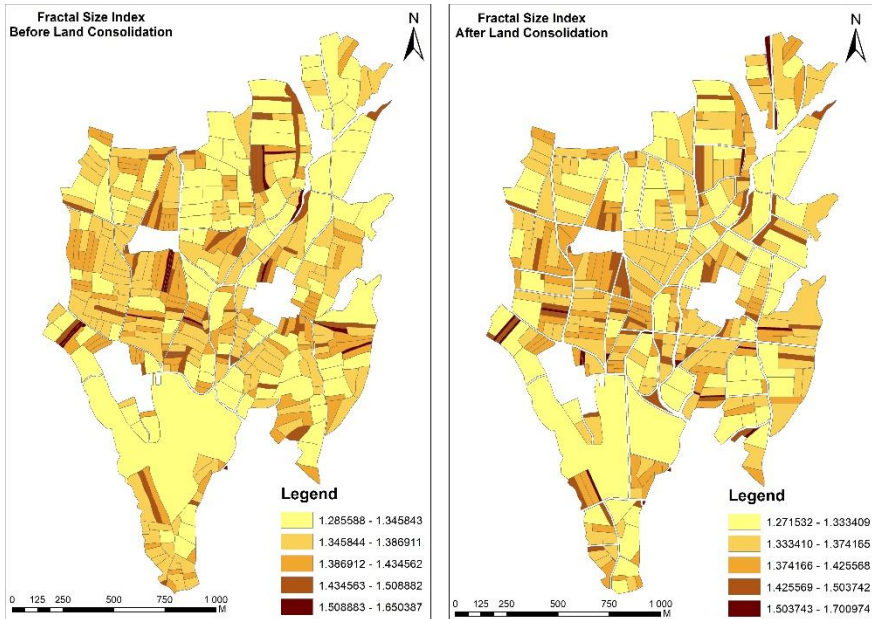 Fractal Size Index
Before Land Consolidation
N
Legend
1.285588 - 1.345843
1.345844 - 1.386911
1.386912 - 1.434562
1.434563 - 1.508882
1.508883 - 1.650387
0 125 250 500 750 1 000
M
Fractal Size Index
After Land Consolidation
N
Legend
1.271532 - 1.333409
1.333410 - 1.374165
1.374166 - 1.425568
1.425569 - 1.503742
1.503743 - 1.700974
0 125 250 500 750 1 000
M